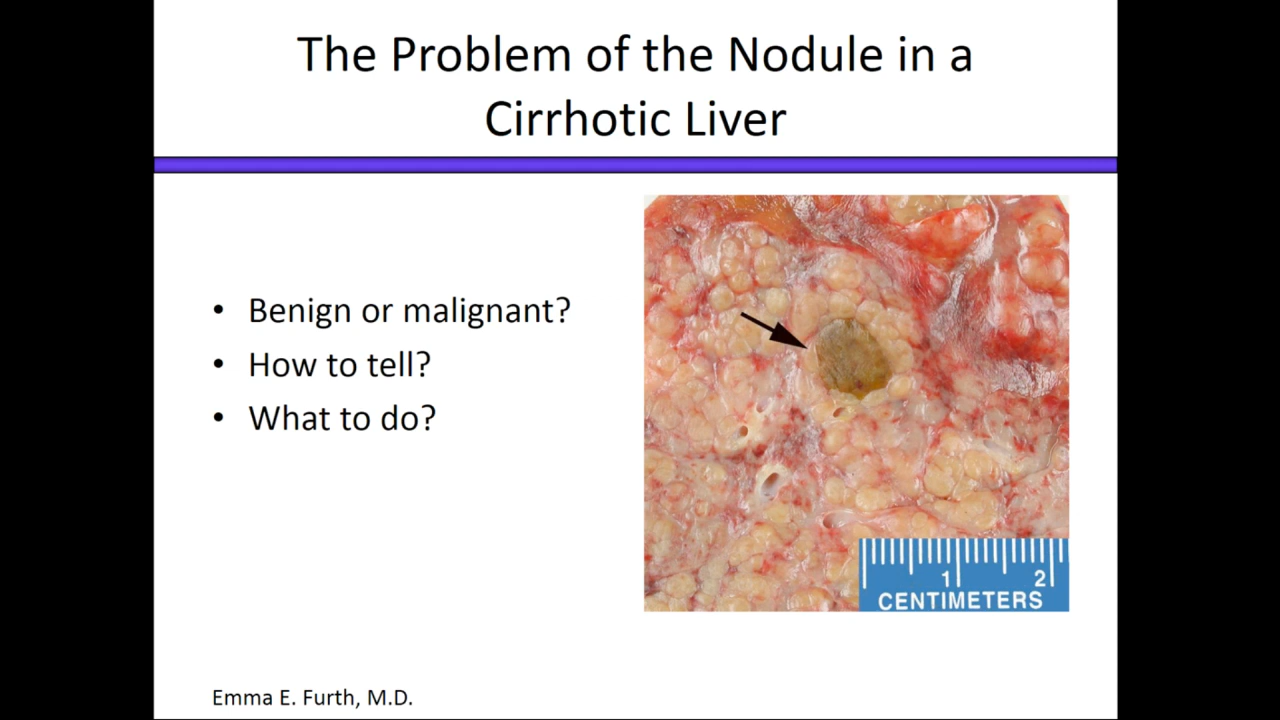 The Problem of the Nodule in a
Cirrhotic Liver
• Benign or malignant?
• How to tell?
• What to do?
1 2
CENTIMETERS
Emma E. Furth, M.D.